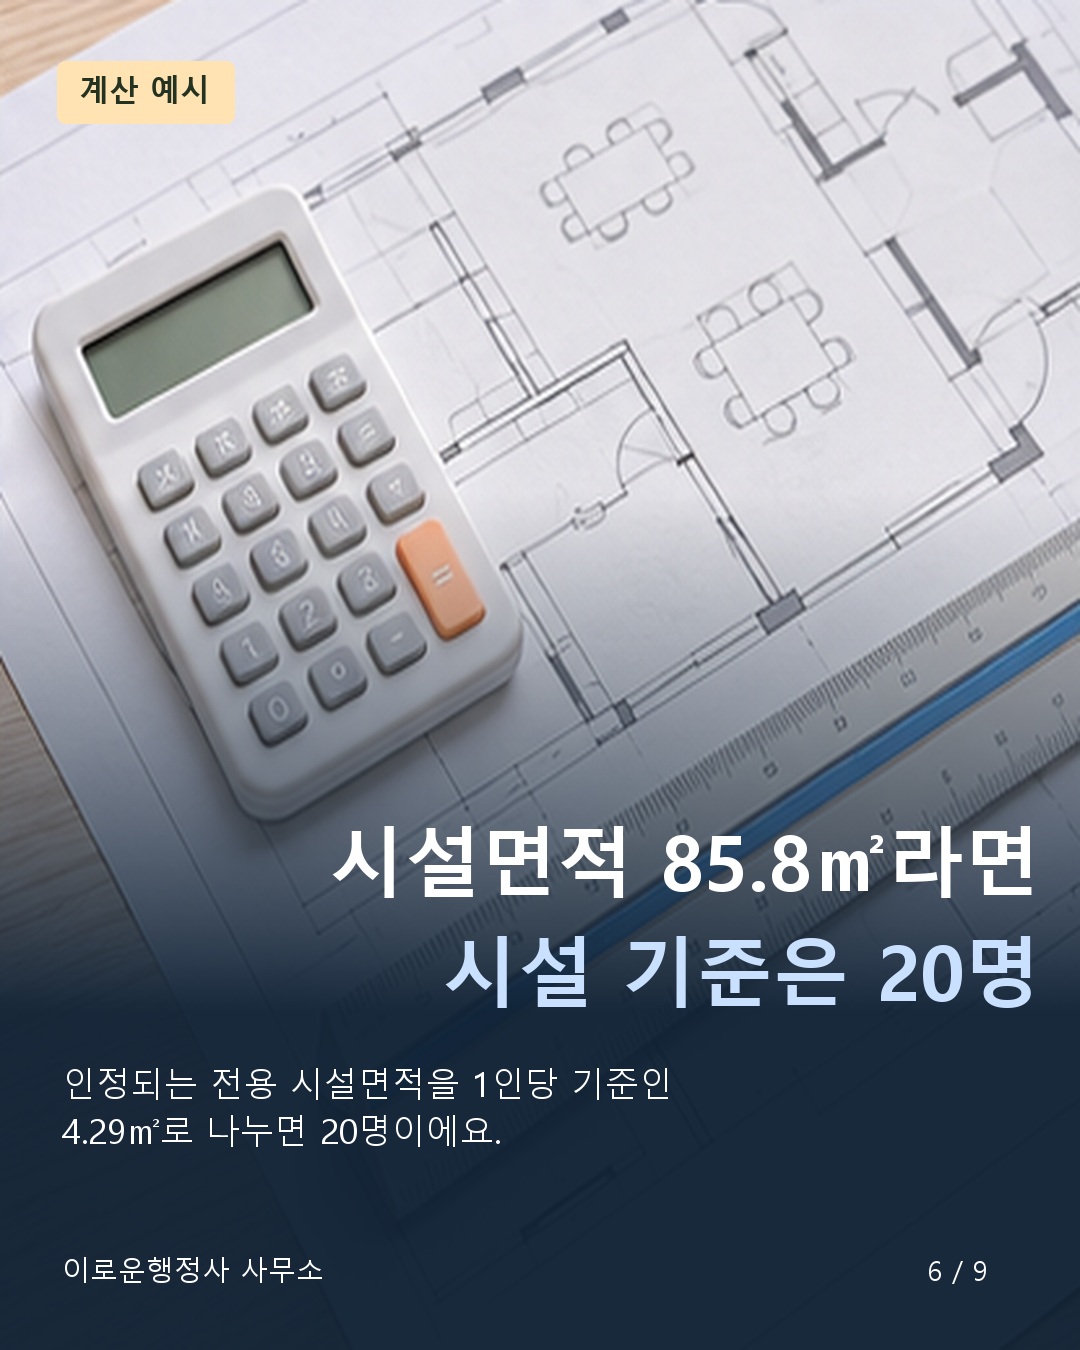 계산 예시
시설면적 85.8㎡라면
시설 기준은 20명
인정되는 전용 시설면적을 1인당 기준인
4.29㎡로 나누면 20명이에요.
이로운행정사 사무소
6 / 9